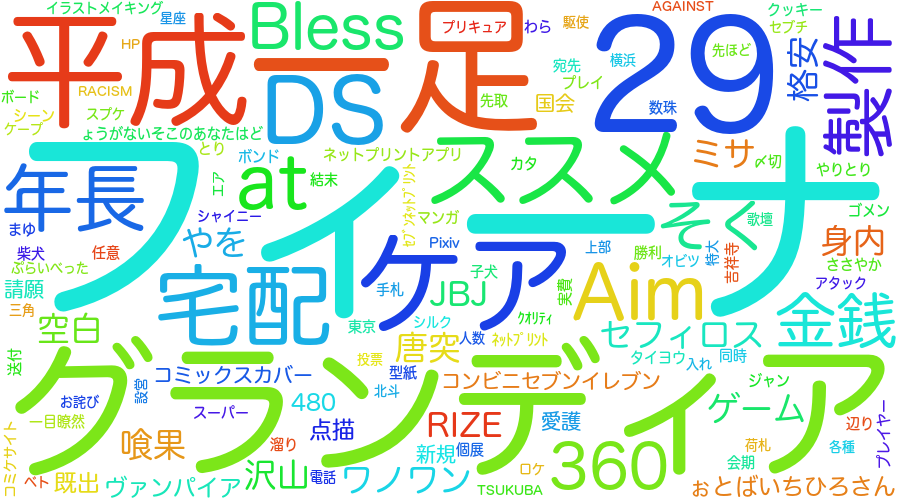 イラストメイキング
星座
Bless
プリキュア
わら
駆使
AGAINST
クッキー
セブチ
平成
HP
一足
29
宛先
横浜
先ほど
格安
製作
ボード
RACISM
DS
先取
プレイ
国会
数珠
シーン
スプケ
ケープ
ょうがないそこのあなたはど
とり
ボンド
ネットプリントアプリ
カタ
ススメ
ミサ
〆切
やりとり
フィナーレ
年長
エア
at
結末
セブンネットプリント
まゆ
シャイニー
マンガ
そく
歌壇
ゴメン
柴犬
任意
やを
Pixiv
上部
勝利
オビツ
特大
吉祥寺
身内
ぷらいべった
宅配
ケア
子犬
ささやか
請願
手札
JBJ
実費
Aim
アタック
三角
空白
東京
シルク
クオリティ
金銭
セフィロス
送付
人数
ネットプリント
唐突
投票
タイヨウ
入れ
同時
グランディア
コミックスカバー
型紙
コンビニセブンイレブン
ジャン
お詫び
設営
北斗
480
ゲーム
一目瞭然
スーパー
RIZE
愛護
辺り
プレイヤー
コミケサイト
喰果
溜り
点描
新規
個展
360
荷札
各種
ベト
既出
沢山
電話
ロケ
会期
ヴァンパイア
ワノワン
TSUKUBA
ぉとばいちひろさん